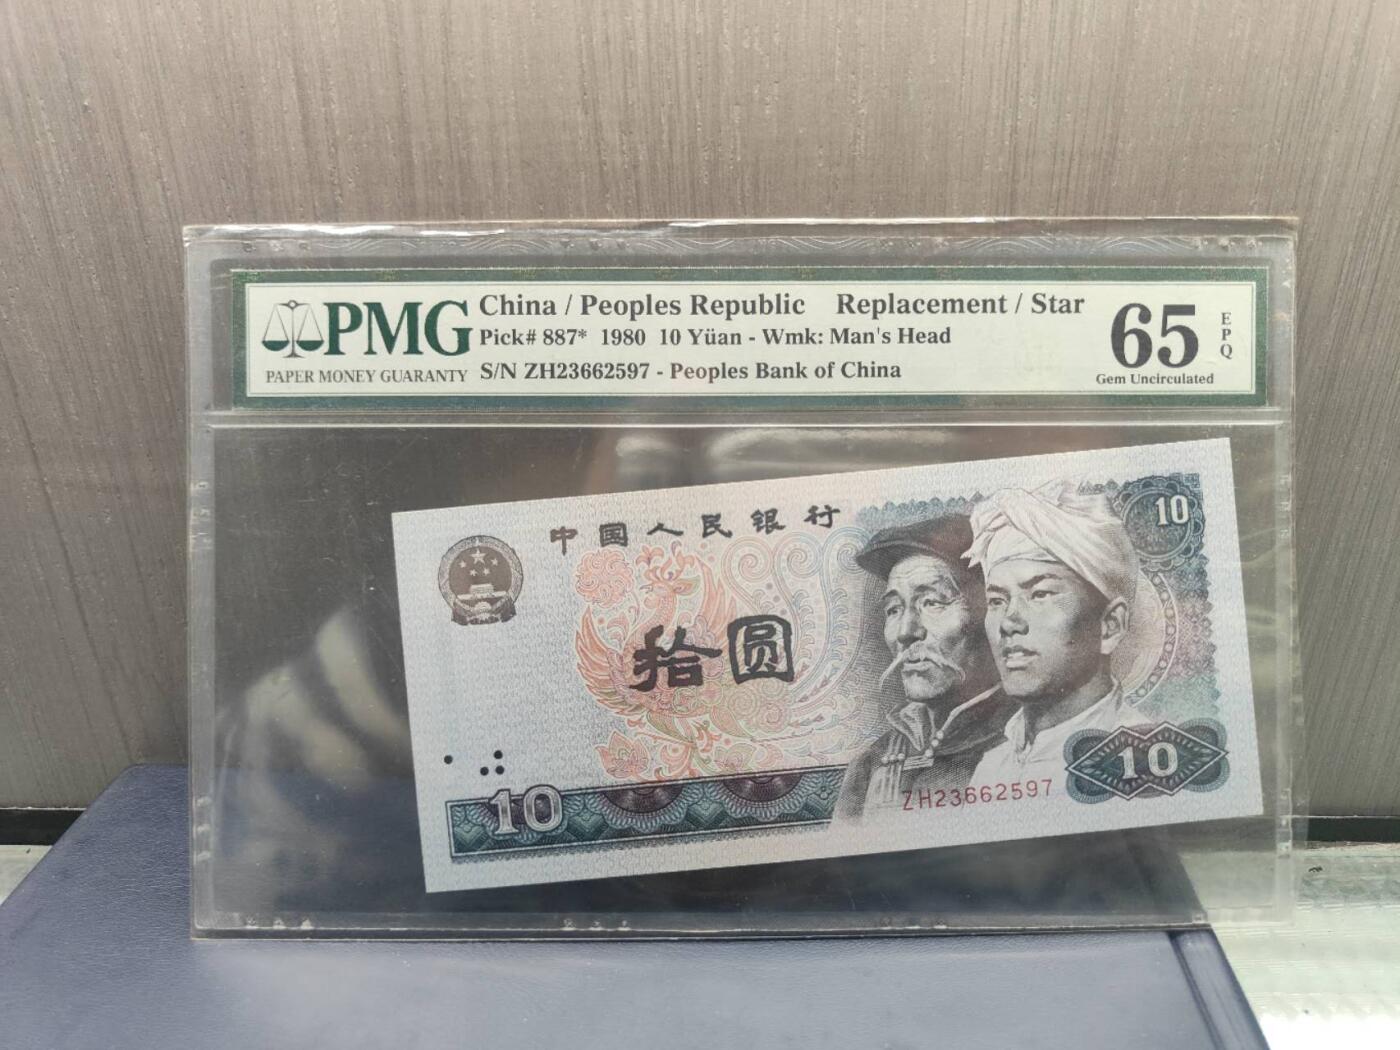 PMG
PAPER MONEY GUARANTY
China / Peoples Republic Replacement / Star
Pick# 887* 1980 10 Yüan - Wmk: Man's Head
S/N ZH23662597 - Peoples Bank of China
65
EPQ
Gem Uncirculated
中国人民银行
10
拾圆
10
ZH23662597
10